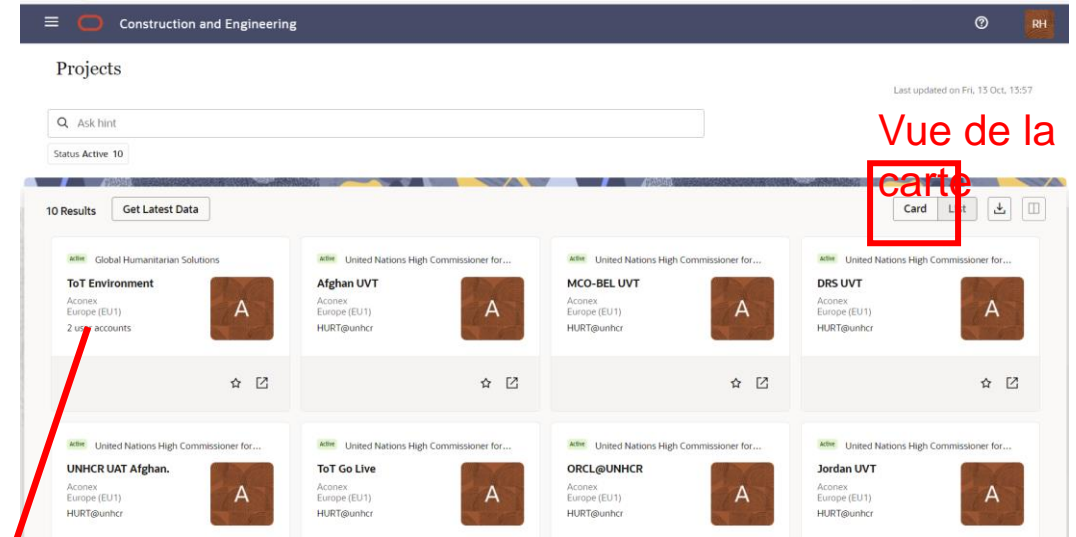 Construction and Engineering
RH
Projects
Last updated on Fri, 13 Oct, 13:57
Vue de la
carte
Ask hint
Status Active 10
10 Results Get Latest Data Card List
Active Global Humanitarian Solutions
ToT Environment
Aconex
Europe (EU1)
2 user accounts
A
Active United Nations High Commissioner for...
Afghan UVT
Aconex
Europe (EU1)
HURT@unhcr
A
Active United Nations High Commissioner for...
MCO-BEL UVT
Aconex
Europe (EU1)
HURT@unhcr
A
Active United Nations High Commissioner for...
DRS UVT
Aconex
Europe (EU1)
HURT@unhcr
A
Active United Nations High Commissioner for...
UNHCR UAT Afghan.
Aconex
Europe (EU1)
HURT@unhcr
A
Active United Nations High Commissioner for...
ToT Go Live
Aconex
Europe (EU1)
HURT@unhcr
A
Active United Nations High Commissioner for...
ORCL@UNHCR
Aconex
Europe (EU1)
HURT@unhcr
A
Active United Nations High Commissioner for...
Jordan UVT
Aconex
Europe (EU1)
HURT@unhcr
A